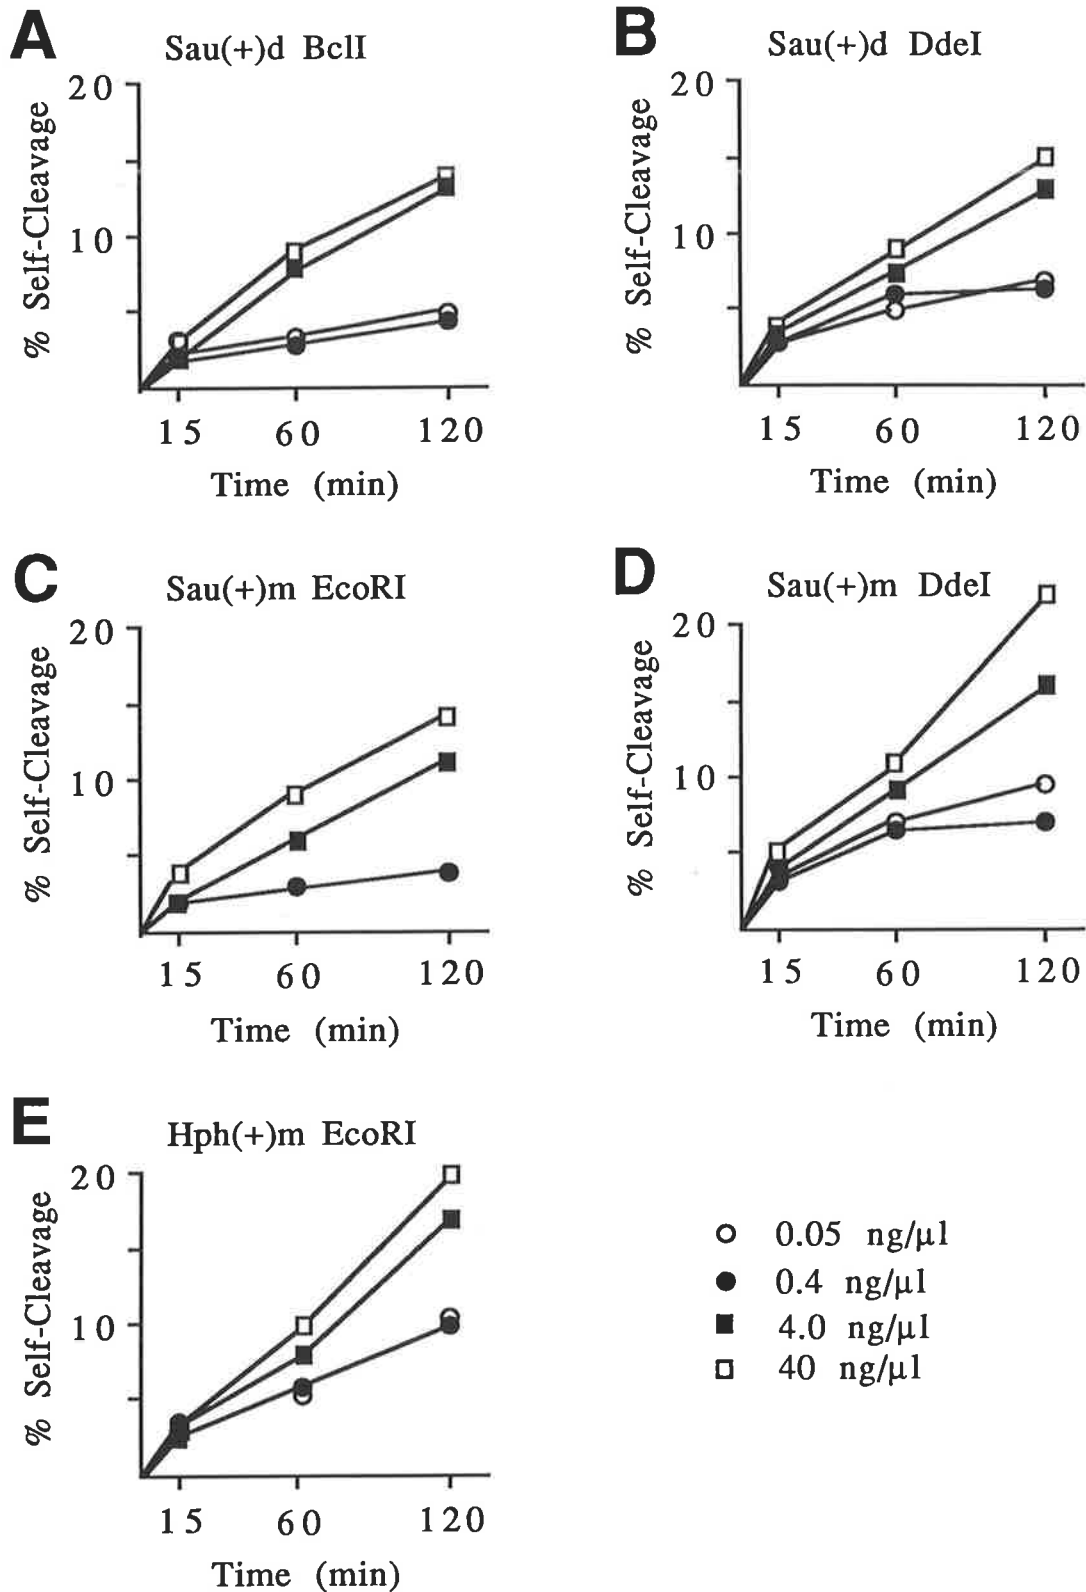 A
Sau(+)d BclI
20
10
% Self-Cleavage
15 60 120
Time (min)
B
Sau(+)d DdeI
20
10
% Self-Cleavage
15 60 120
Time (min)
C
Sau(+)m EcoRI
20
10
% Self-Cleavage
15 60 120
Time (min)
D
Sau(+)m DdeI
20
10
% Self-Cleavage
15 60 120
Time (min)
E
Hph(+)m EcoRI
20
10
% Self-Cleavage
15 60 120
Time (min)
0.05 ng/µl
0.4 ng/µl
4.0 ng/µl
40 ng/µl